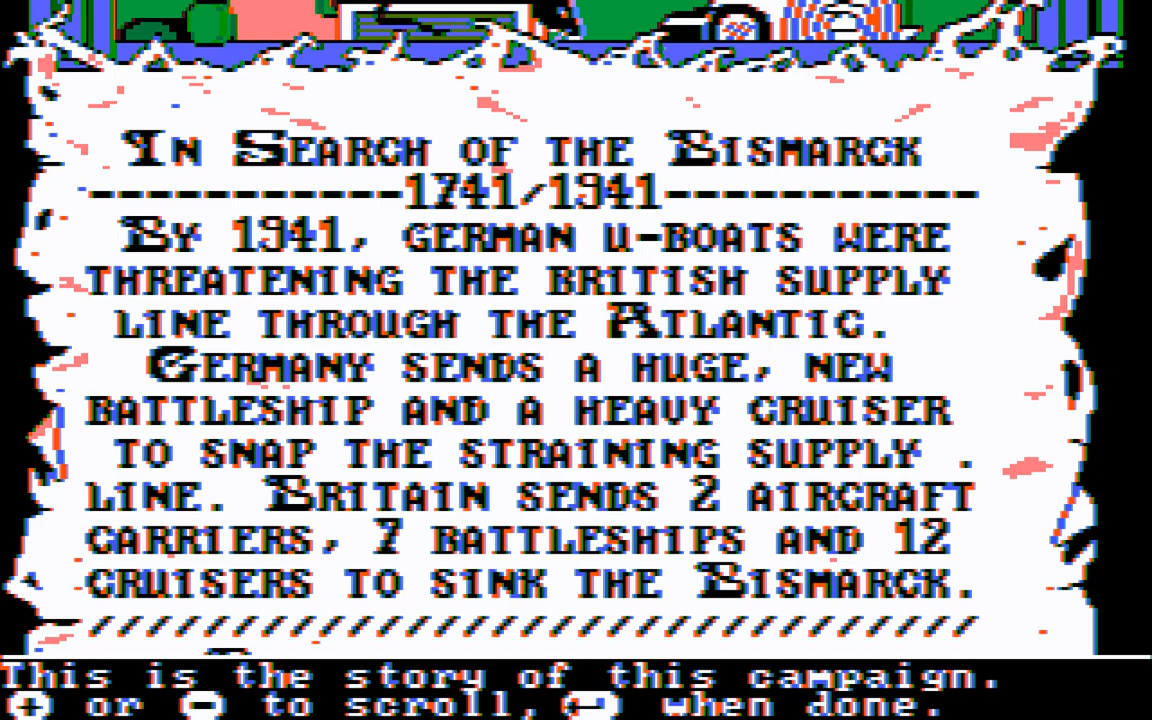 In Search of the Bismarck
------------1741/1941-----------
By 1941, german u-boats were
threatening the british supply
line through the Atlantic.
Germany sends a huge, new
battleship and a heavy cruiser
to snap the straining supply .
line. Britain sends 2 aircraft
carriers, 7 battleships and 12
cruisers to sink the Bismarck.
///////////////////////////////
This is the story of this campaign.
+ or - to scroll, ↵ when done.